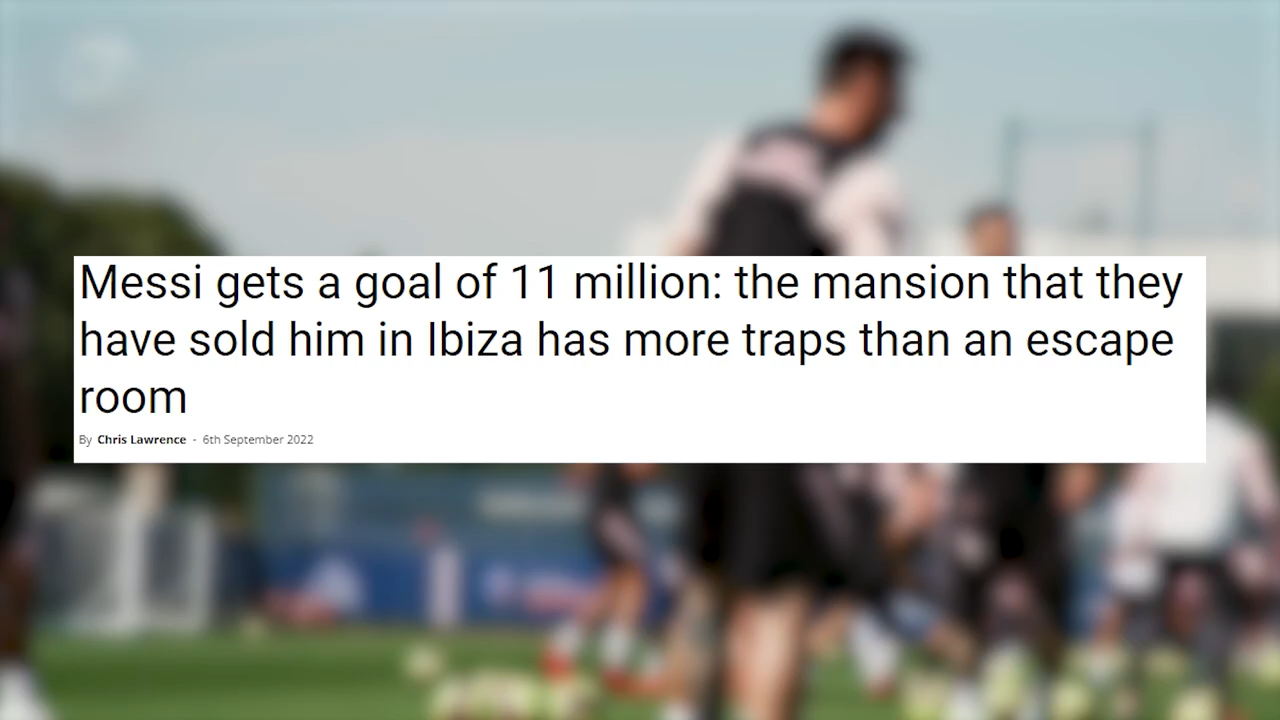 Messi gets a goal of 11 million: the mansion that they
have sold him in Ibiza has more traps than an escape
room
By Chris Lawrence - 6th September 2022